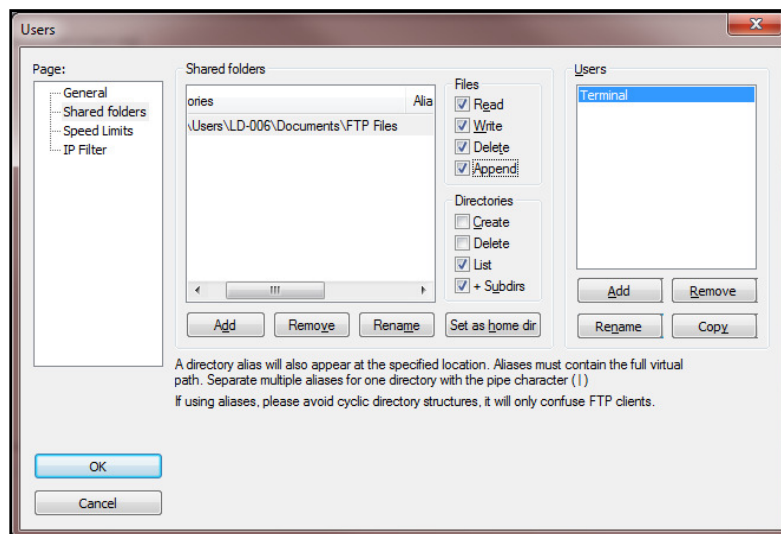 Users
Page:
General
Shared folders
Speed Limits
IP Filter
OK
Cancel
Shared folders
ories Alia
\Users\LD-006\Documents\FTP Files
Add Remove Rename Set as home dir
Files
Read
Write
Delete
Append
Directories
Create
Delete
List
+ Subdirs
Users
Terminal
Add Remove
Rename Copy
A directory alias will also appear at the specified location. Aliases must contain the full virtual
path. Separate multiple aliases for one directory with the pipe character (|)
If using aliases, please avoid cyclic directory structures, it will only confuse FTP clients.